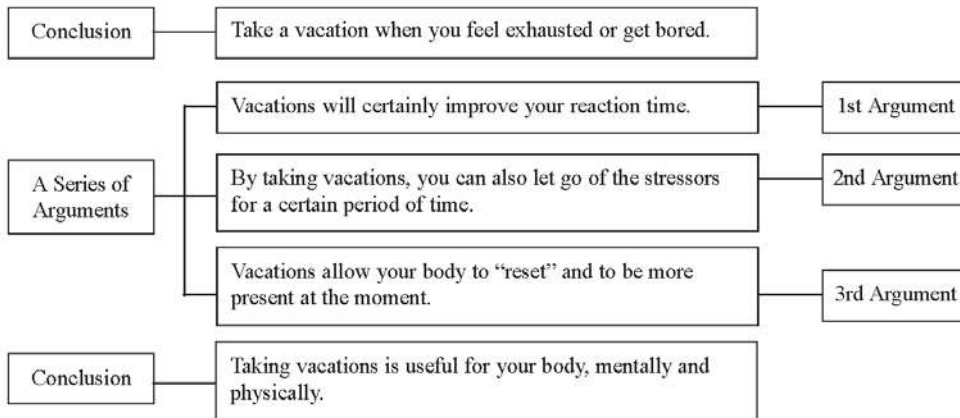 Conclusion
Take a vacation when you feel exhausted or get bored.
Vacations will certainly improve your reaction time.
1st Argument
A Series of
Arguments
By taking vacations, you can also let go of the stressors
for a certain period of time.
2nd Argument
Vacations allow your body to “reset” and to be more
present at the moment.
3rd Argument
Conclusion
Taking vacations is useful for your body, mentally and
physically.